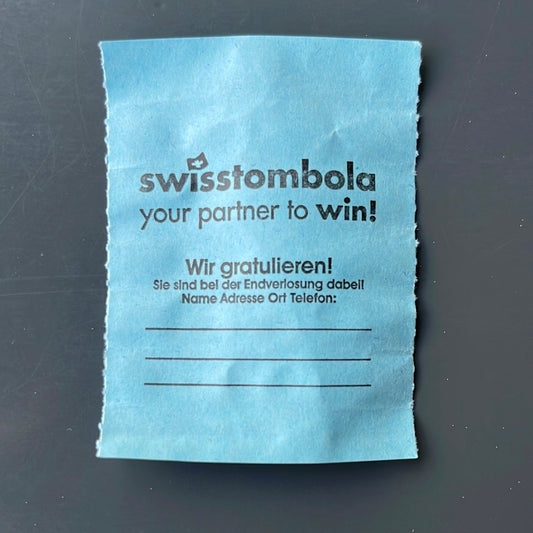 swisstombola
your partner to win!
Wir gratulieren!
Sie sind bei der Endverlosung dabei!
Name Adresse Ort Telefon: